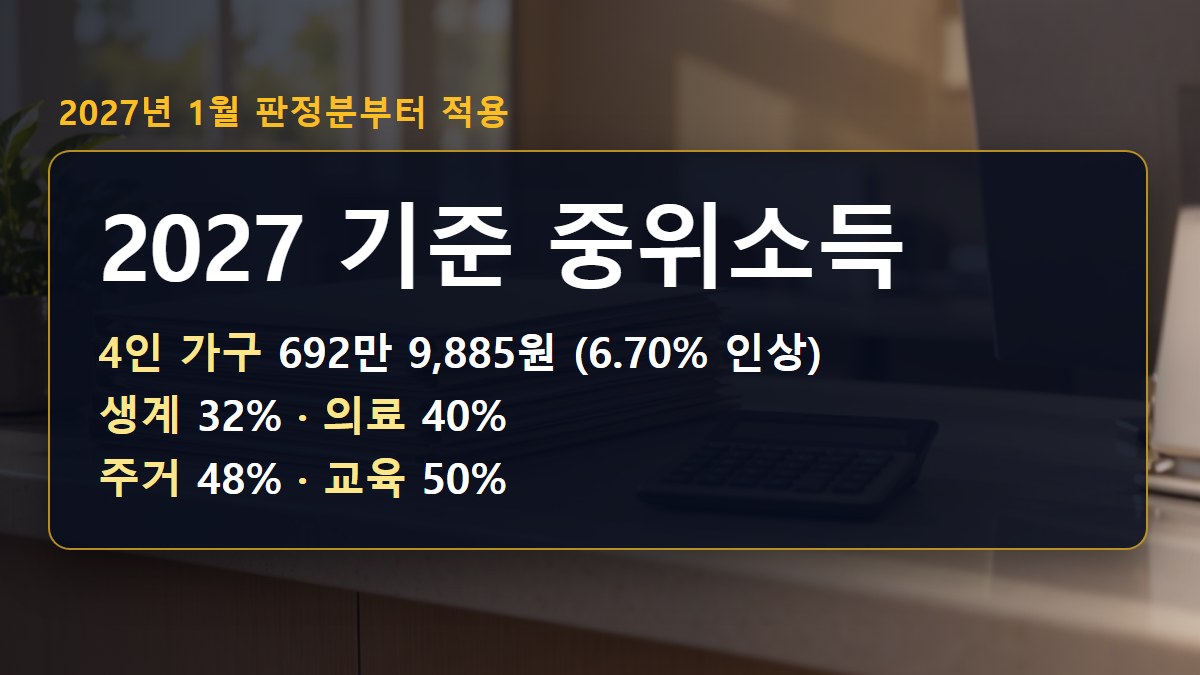 2027년 1월 판정분부터 적용
2027 기준 중위소득
4인 가구 692만 9,885원 (6.70% 인상)
생계 32% · 의료 40%
주거 48% · 교육 50%